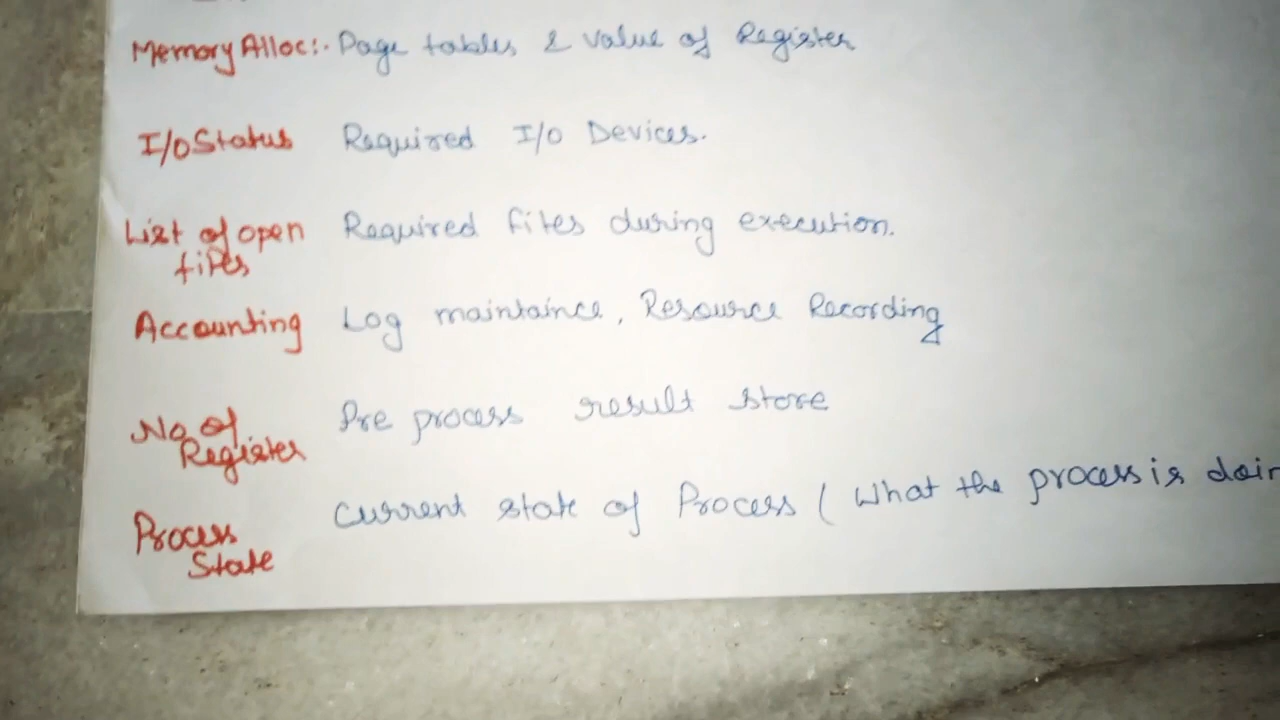 Memory Alloc:- Page tables & value of Register
I/O Status Required I/O Devices.
List of open Required files during execution.
files
Accounting Log maintaince, Resource Recording
No of Pre process result store
Register
Process Current state of Process ( What the process is doin
State